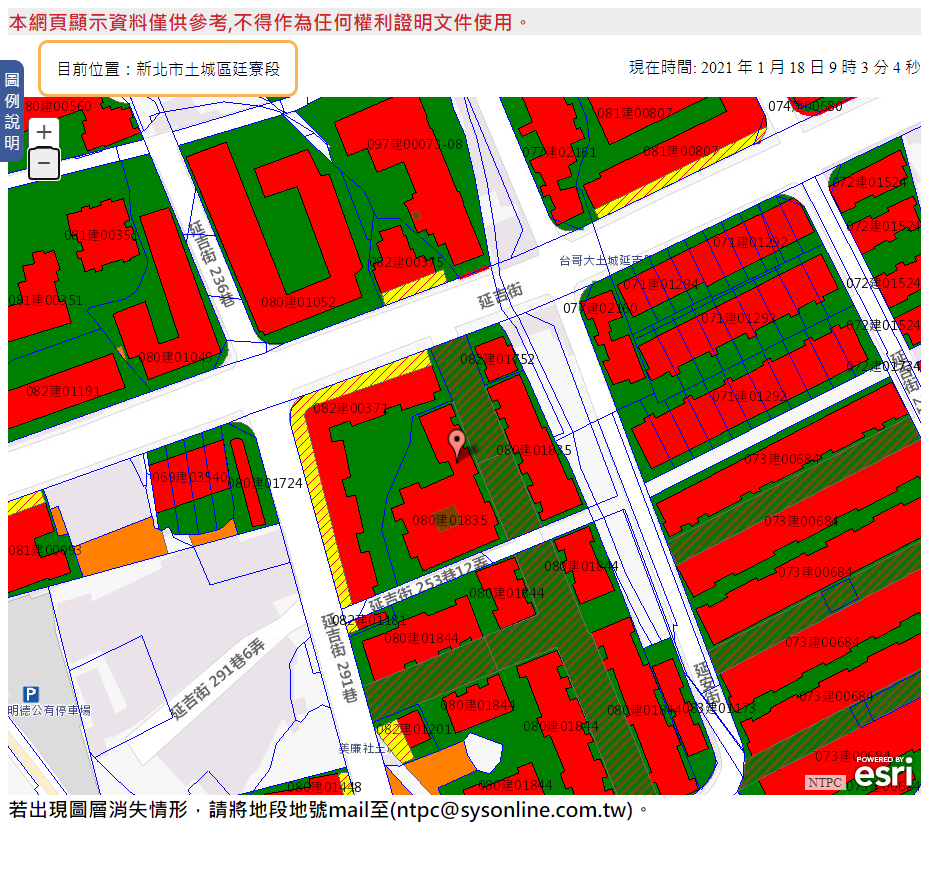 本網頁顯示資料僅供參考,不得作為任何權利證明文件使用。
目前位置：新北市土城區廷寮段
現在時間: 2021 年 1 月 18 日 9 時 3 分 4 秒
圖例說明
+
−
80建00560
097建00073-08
081建00807
074建00680
077建02161
081建00807
072建01524
081建00351
072建01524
071建01292
延吉街 236巷
082建00375
台哥大土城延吉
071建01294
072建01524
081建00351
080建01052
延吉街
077建02160
071建01293
072建01524
080建01049
082建01752
072建01734
082建01191
071建01292
延吉街 2
082建00371
080建01835
073建00684
069建03540
080建01724
080建01835
073建00684
081建00093
延吉街 253巷12弄
080建01844
073建00684
080建01844
082建01181
080建01844
073建00684
延吉街 291巷
延吉街 291巷6弄
延安街
073建00684
080建01844
080建01844
073建01173
明德公有停車場
P
082建01201
080建01844
美廉社土
073建00684
080建01448
080建01844
NTPC
POWERED BY
esri
若出現圖層消失情形，請將地段地號mail至(ntpc@sysonline.com.tw)。